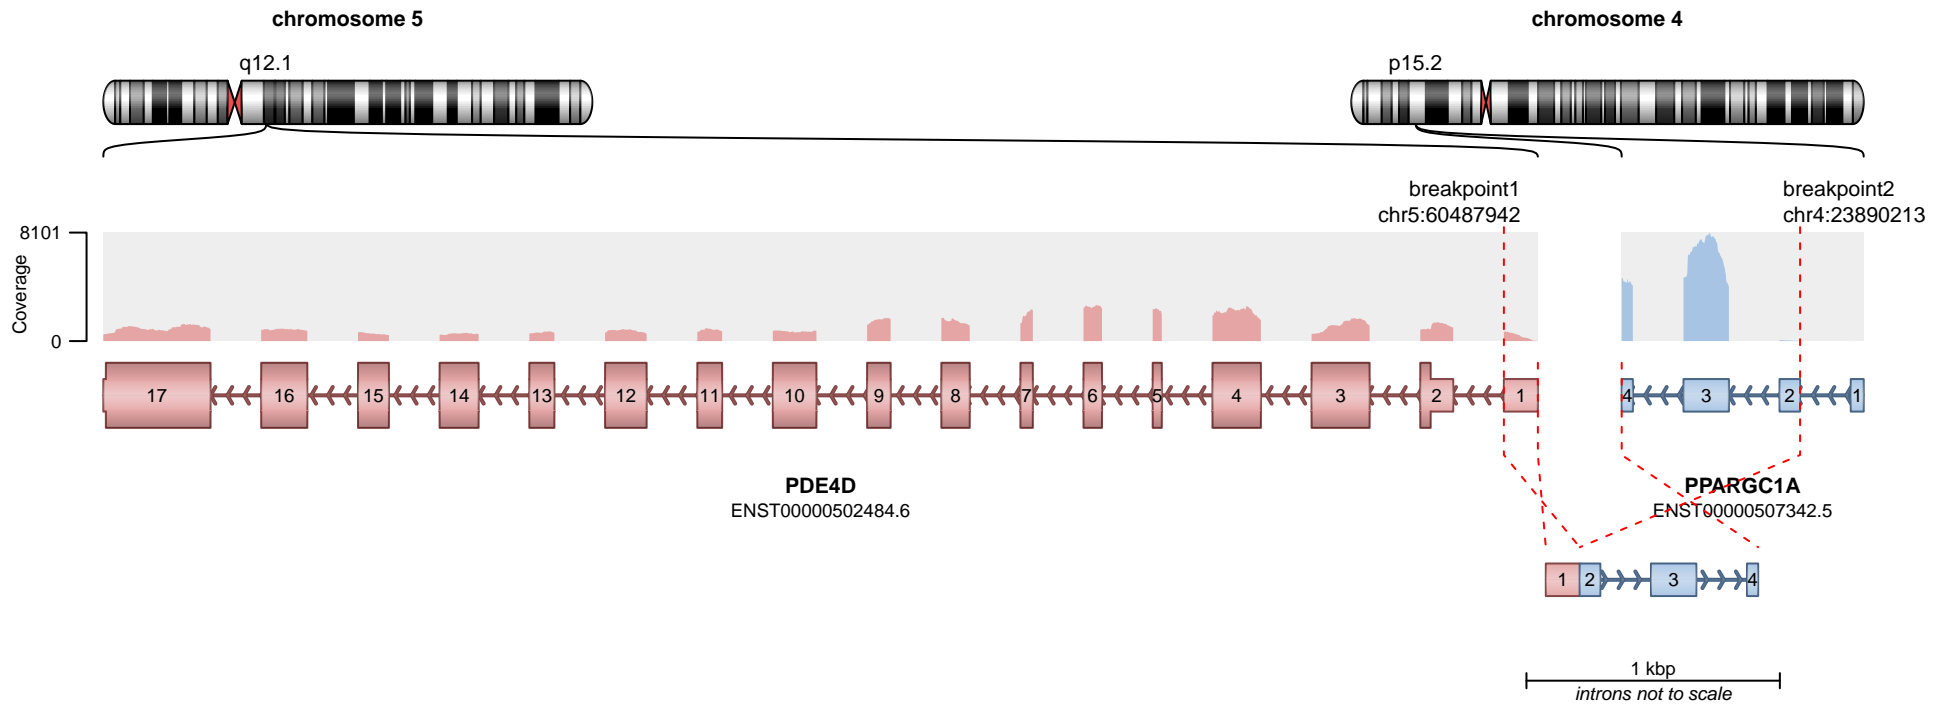 chromosome 5
chromosome 4
q12.1
p15.2
breakpoint1
chr5:60487942
breakpoint2
chr4:23890213
8101
Coverage
0
17 16 15 14 13 12 11 10 9 8 7 6 5 4 3 2 1
4 3 2 1
PDE4D
ENST00000502484.6
PPARGC1A
ENST00000507342.5
1 2 3 4
1 kbp
introns not to scale